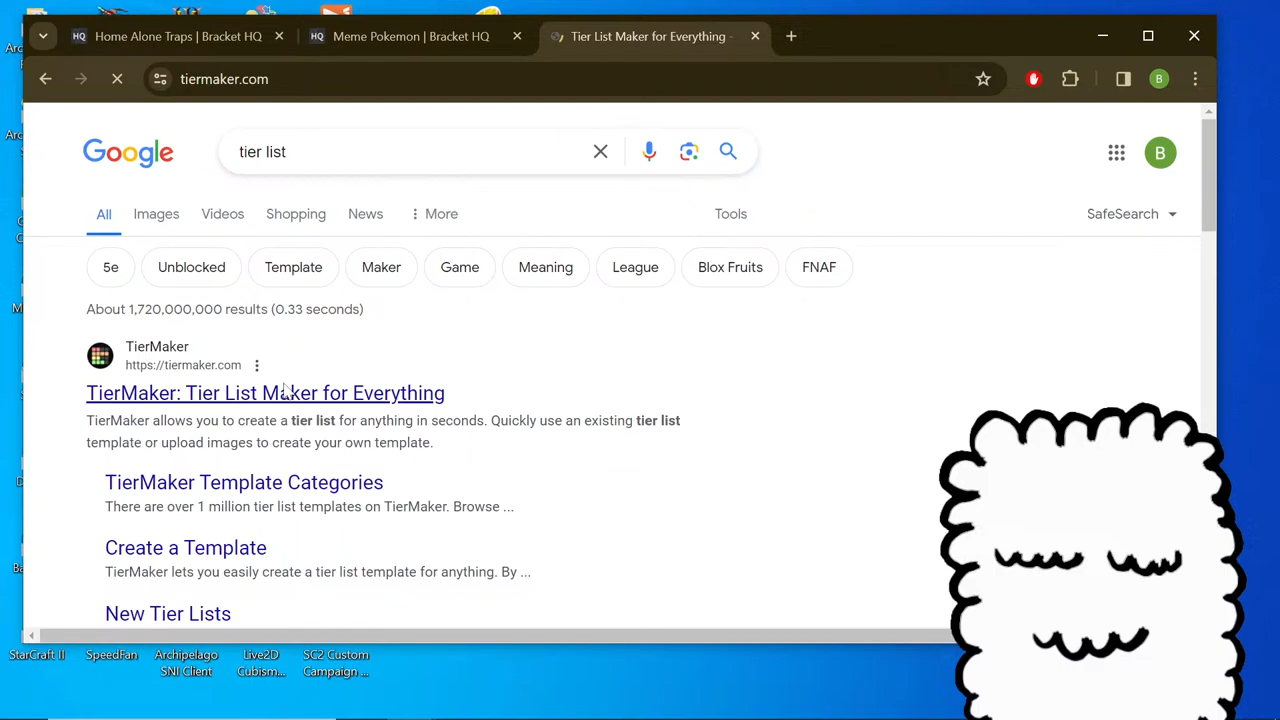 Home Alone Traps | Bracket HQ
Meme Pokemon | Bracket HQ
Tier List Maker for Everything -
tiermaker.com
B
Google
tier list
B
All
Images
Videos
Shopping
News
More
Tools
SafeSearch
5e
Unblocked
Template
Maker
Game
Meaning
League
Blox Fruits
FNAF
About 1,720,000,000 results (0.33 seconds)
TierMaker
https://tiermaker.com
TierMaker: Tier List Maker for Everything
TierMaker allows you to create a tier list for anything in seconds. Quickly use an existing tier list
template or upload images to create your own template.
TierMaker Template Categories
There are over 1 million tier list templates on TierMaker. Browse ...
Create a Template
TierMaker lets you easily create a tier list template for anything. By ...
New Tier Lists
StarCraft II
SpeedFan
Archipelago
SNI Client
Live2D
Cubism...
SC2 Custom
Campaign ...